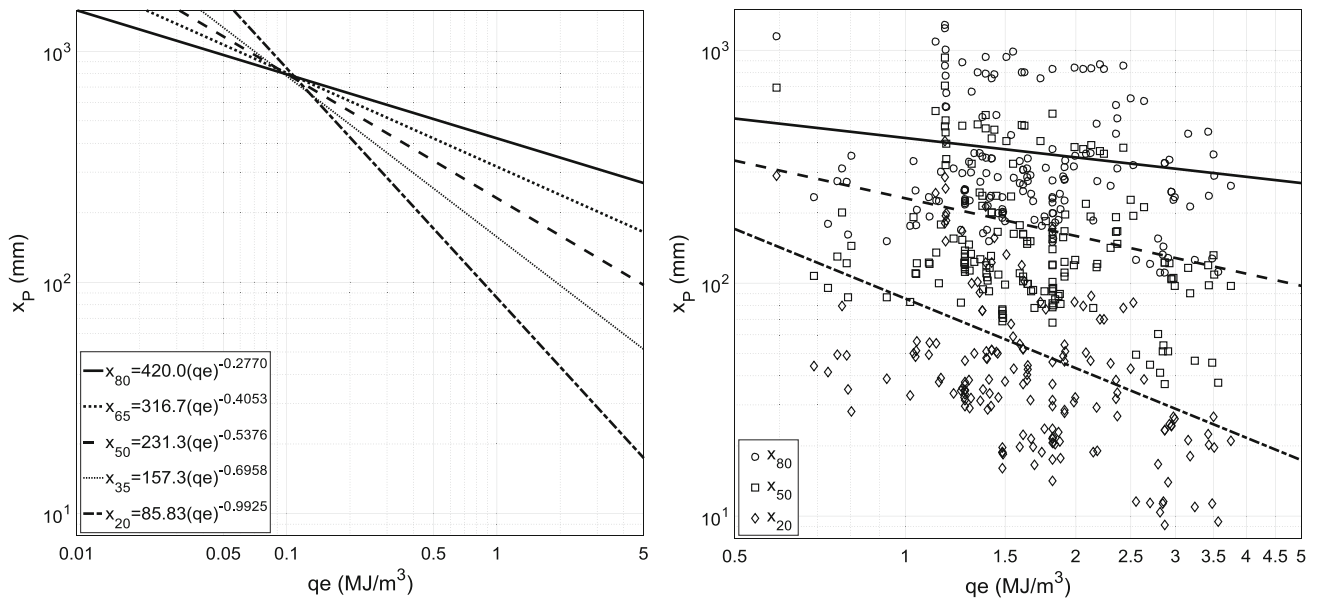 10³
10²
10¹
x_P (mm)
x₈₀=420.0(qe)^-0.2770
x₆₅=316.7(qe)^-0.4053
x₅₀=231.3(qe)^-0.5376
x₃₅=157.3(qe)^-0.6958
x₂₀=85.83(qe)^-0.9925
0.01 0.05 0.1 0.5 1 5
qe (MJ/m³)
10³
10²
10¹
x_P (mm)
x₈₀
x₅₀
x₂₀
0.5 1 1.5 2 2.5 3 3.5 4 4.5 5
qe (MJ/m³)